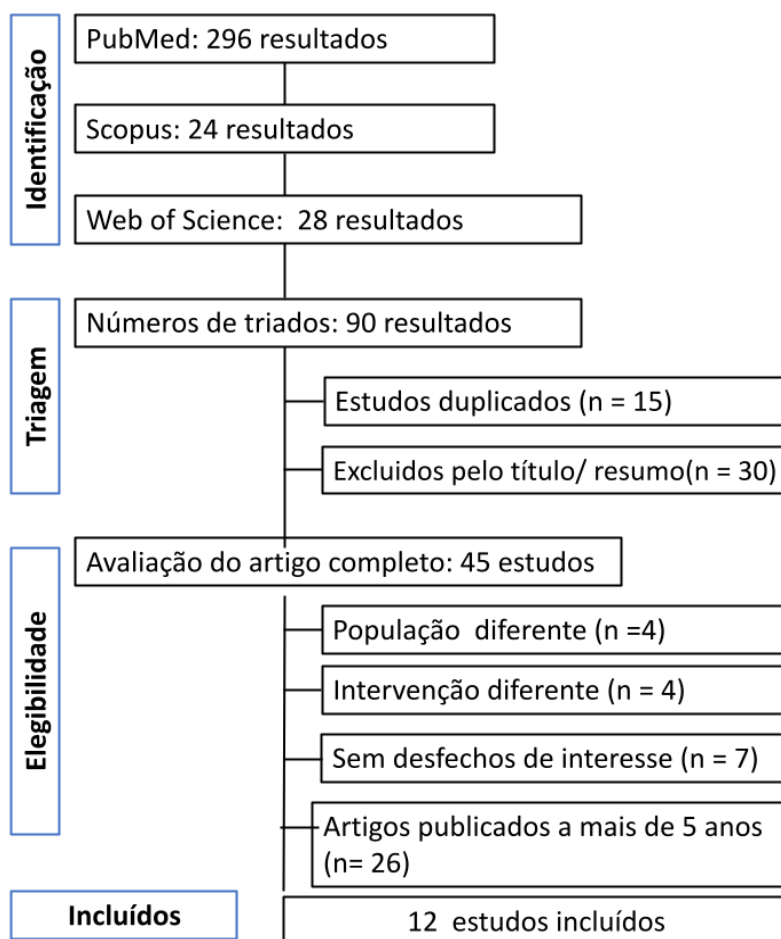 Identificação
PubMed: 296 resultados
Scopus: 24 resultados
Web of Science:  28 resultados
Triagem
Números de triados: 90 resultados
Estudos duplicados (n = 15)
Excluidos pelo título/ resumo(n = 30)
Elegibilidade
Avaliação do artigo completo: 45 estudos
População  diferente (n =4)
Intervenção diferente (n = 4)
Sem desfechos de interesse (n = 7)
Artigos publicados a mais de 5 anos
(n= 26)
Incluídos
12  estudos incluídos